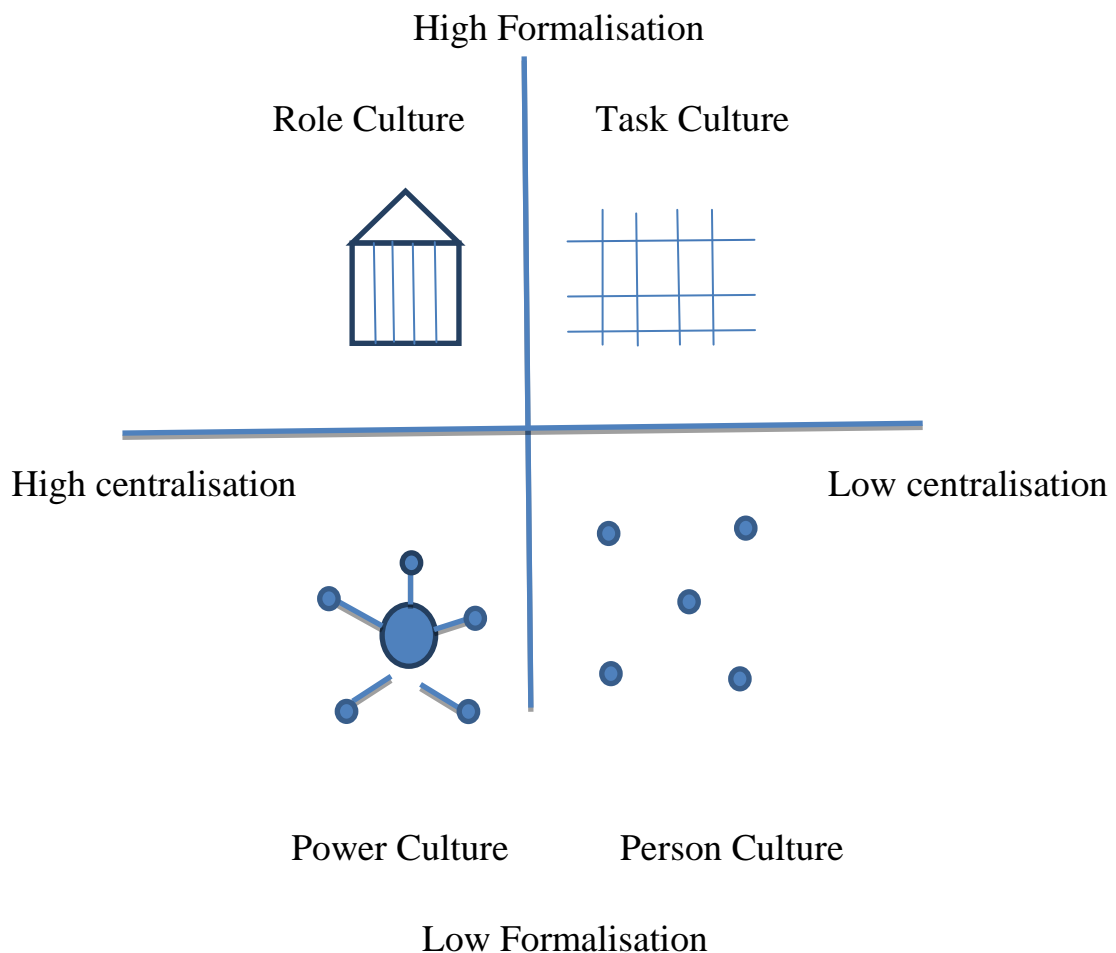 High Formalisation
Role Culture
Task Culture
High centralisation
Low centralisation
Power Culture
Person Culture
Low Formalisation